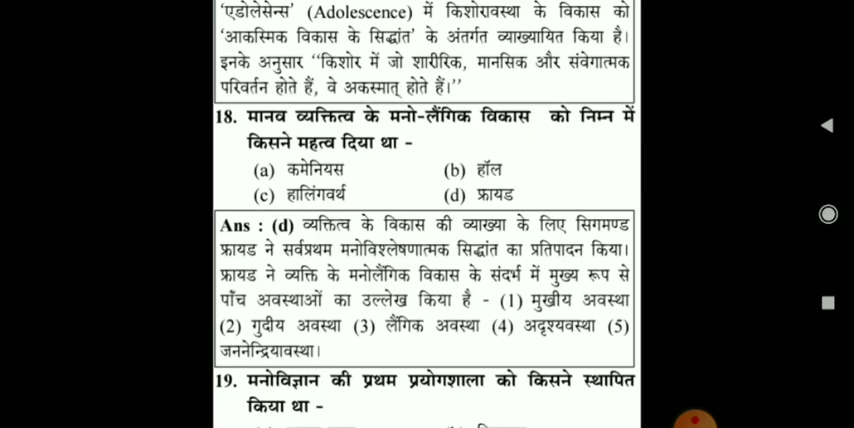 ‘एडोलेसेन्स’ (Adolescence) में किशोरावस्था के विकास को
‘आकस्मिक विकास के सिद्धांत’ के अंतर्गत व्याख्यायित किया है।
इनके अनुसार ‘‘किशोर में जो शारीरिक, मानसिक और संवेगात्मक
परिवर्तन होते हैं, वे अकस्मात् होते हैं।’’
18. मानव व्यक्तित्व के मनो-लैंगिक विकास को निम्न में
किसने महत्व दिया था -
(a) कमेनियस (b) हॉल
(c) हालिंगवर्थ (d) फ्रायड
Ans : (d) व्यक्तित्व के विकास की व्याख्या के लिए सिगमण्ड
फ्रायड ने सर्वप्रथम मनोविश्लेषणात्मक सिद्धांत का प्रतिपादन किया।
फ्रायड ने व्यक्ति के मनोलैंगिक विकास के संदर्भ में मुख्य रूप से
पाँच अवस्थाओं का उल्लेख किया है - (1) मुखीय अवस्था
(2) गुदीय अवस्था (3) लैंगिक अवस्था (4) अदृश्यवस्था (5)
जननेन्द्रियावस्था।
19. मनोविज्ञान की प्रथम प्रयोगशाला को किसने स्थापित
किया था -